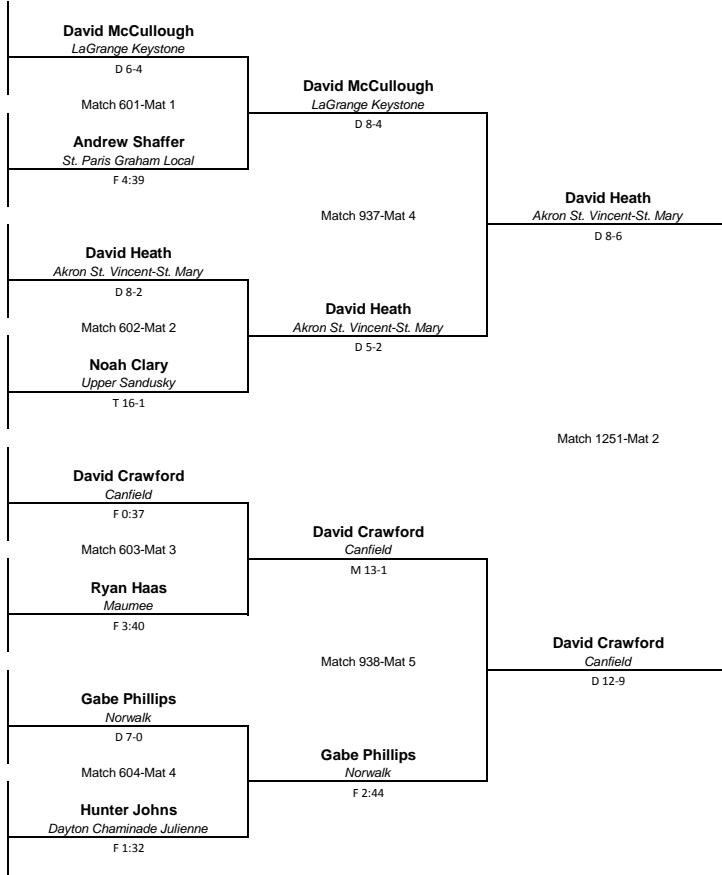 David McCullough
LaGrange Keystone
D 6-4
Match 601-Mat 1
Andrew Shaffer
St. Paris Graham Local
F 4:39
David Heath
Akron St. Vincent-St. Mary
D 8-2
Match 602-Mat 2
Noah Clary
Upper Sandusky
T 16-1
David Crawford
Canfield
F 0:37
Match 603-Mat 3
Ryan Haas
Maumee
F 3:40
Gabe Phillips
Norwalk
D 7-0
Match 604-Mat 4
Hunter Johns
Dayton Chaminade Julienne
F 1:32
David McCullough
LaGrange Keystone
D 8-4
Match 937-Mat 4
David Heath
Akron St. Vincent-St. Mary
D 5-2
David Crawford
Canfield
M 13-1
Match 938-Mat 5
Gabe Phillips
Norwalk
F 2:44
David Heath
Akron St. Vincent-St. Mary
D 8-6
Match 1251-Mat 2
David Crawford
Canfield
D 12-9